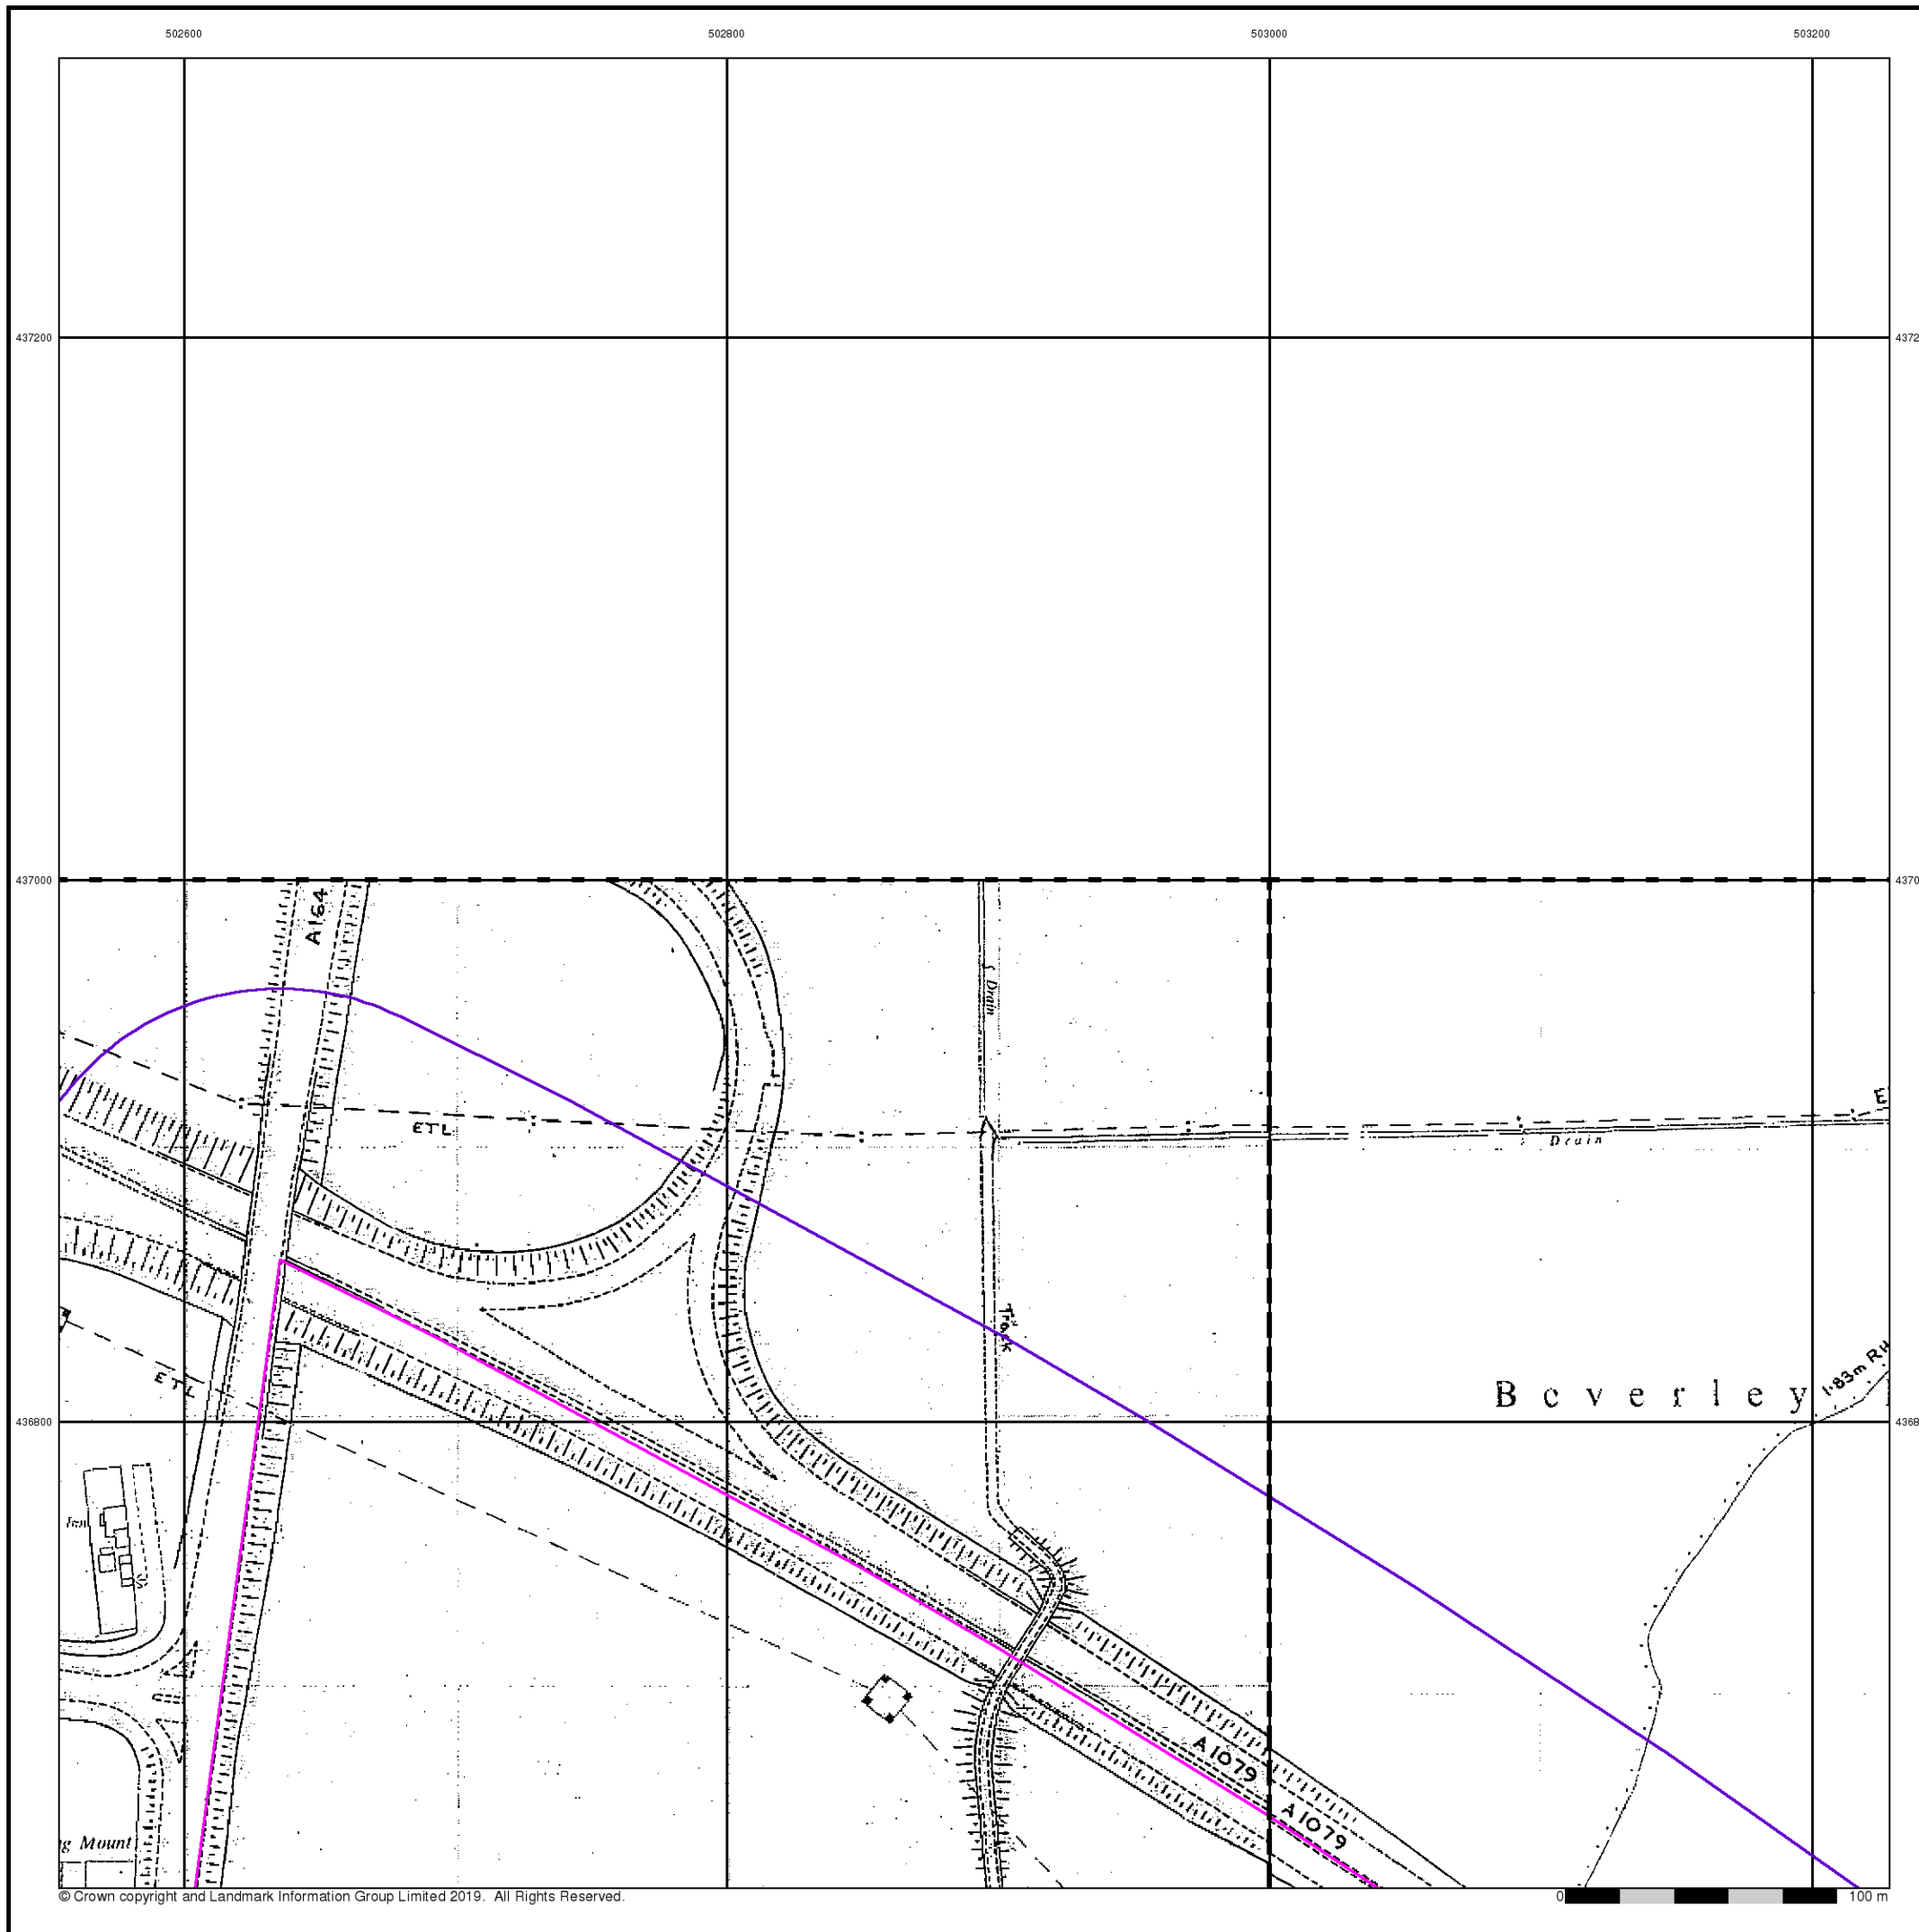 502600 502800 503000 503200
437200
437000
A164
Drain
ETL
Drain
Track
1·83m RH
ETL
Beverley
436800
Inn
A1079
A1079
g Mount
© Crown copyright and Landmark Information Group Limited 2019. All Rights Reserved.
0 100 m